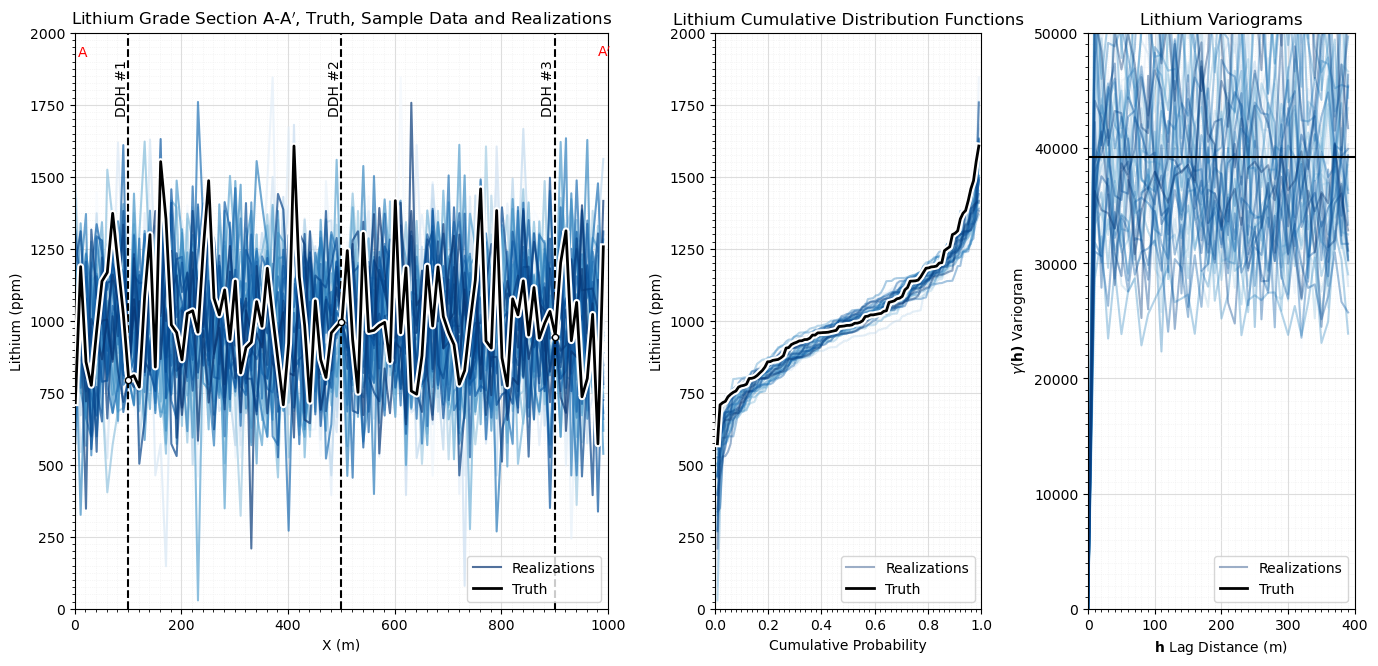 Lithium Grade Section A-A′, Truth, Sample Data and Realizations
Lithium (ppm)
2000
1750
1500
1250
1000
750
500
250
0
A
DDH #1
DDH #2
DDH #3
A
Realizations
Truth
0 200 400 600 800 1000
X (m)
Lithium Cumulative Distribution Functions
Lithium (ppm)
2000
1750
1500
1250
1000
750
500
250
0
Realizations
Truth
0.0 0.2 0.4 0.6 0.8 1.0
Cumulative Probability
Lithium Variograms
γ(h) Variogram
50000
40000
30000
20000
10000
0
Realizations
Truth
0 100 200 300 400
h Lag Distance (m)